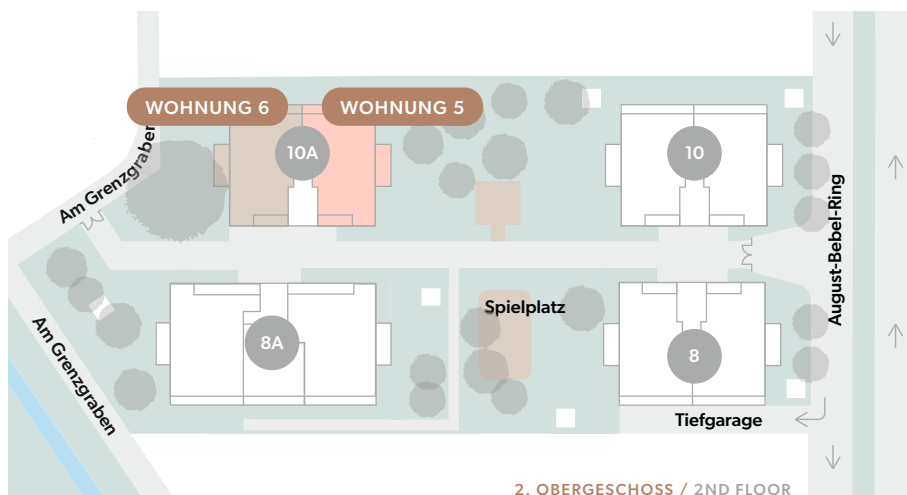 WOHNUNG 6
WOHNUNG 5
10A
10
Am Grenzgraben
August-Bebel-Ring
Spielplatz
Am Grenzgraben
8A
8
Tiefgarage
2. OBERGESCHOSS / 2ND FLOOR